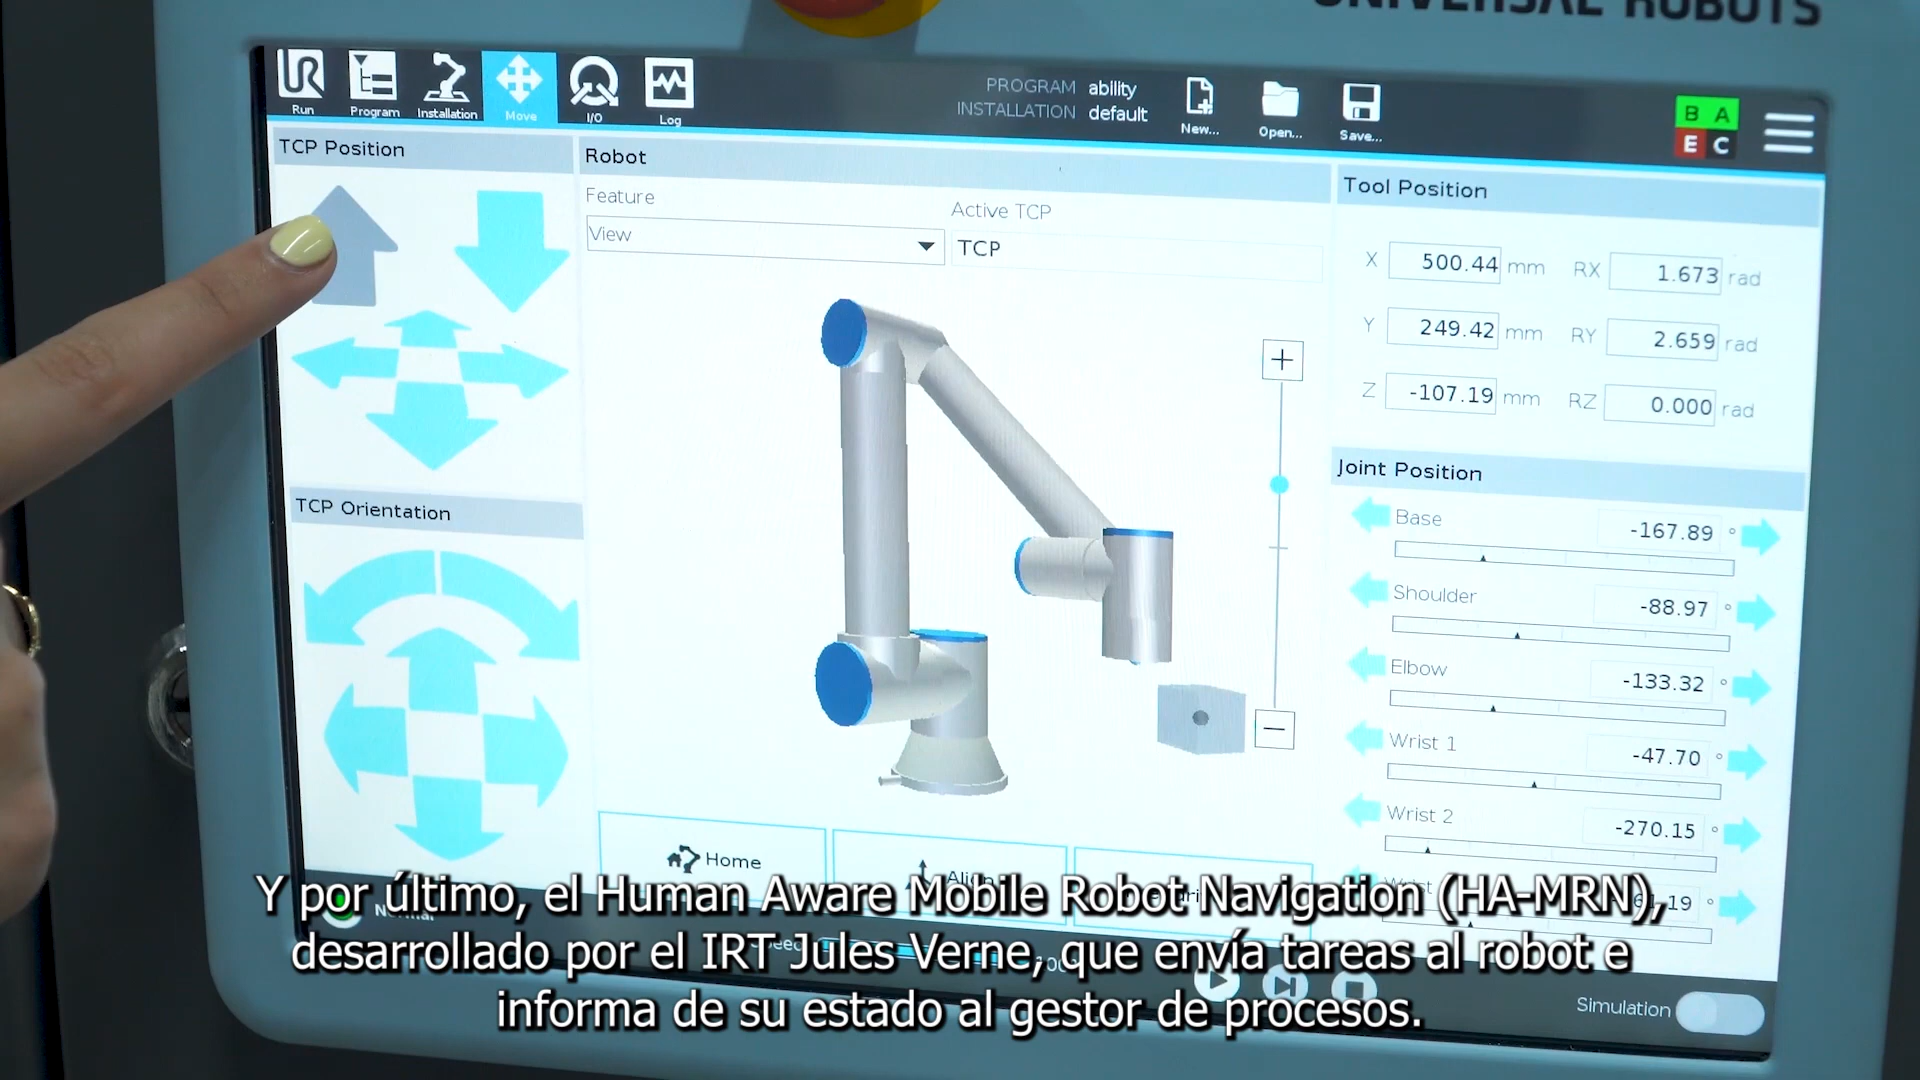 UNIVERSAL ROBOTS
Run
Program
Installation
Move
I/O
Log
PROGRAM ability
INSTALLATION default
New...
Open...
Save...
B A
E C
TCP Position
Robot
Feature
View
Active TCP
TCP
Tool Position
X 500.44 mm RX 1.673 rad
Y 249.42 mm RY 2.659 rad
Z -107.19 mm RZ 0.000 rad
Joint Position
Base -167.89 °
Shoulder -88.97 °
Elbow -133.32 °
Wrist 1 -47.70 °
Wrist 2 -270.15 °
TCP Orientation
Home
Normal
Simulation
Y por último, el Human Aware Mobile Robot Navigation (HA-MRN),
desarrollado por el IRT Jules Verne, que envía tareas al robot e
informa de su estado al gestor de procesos.